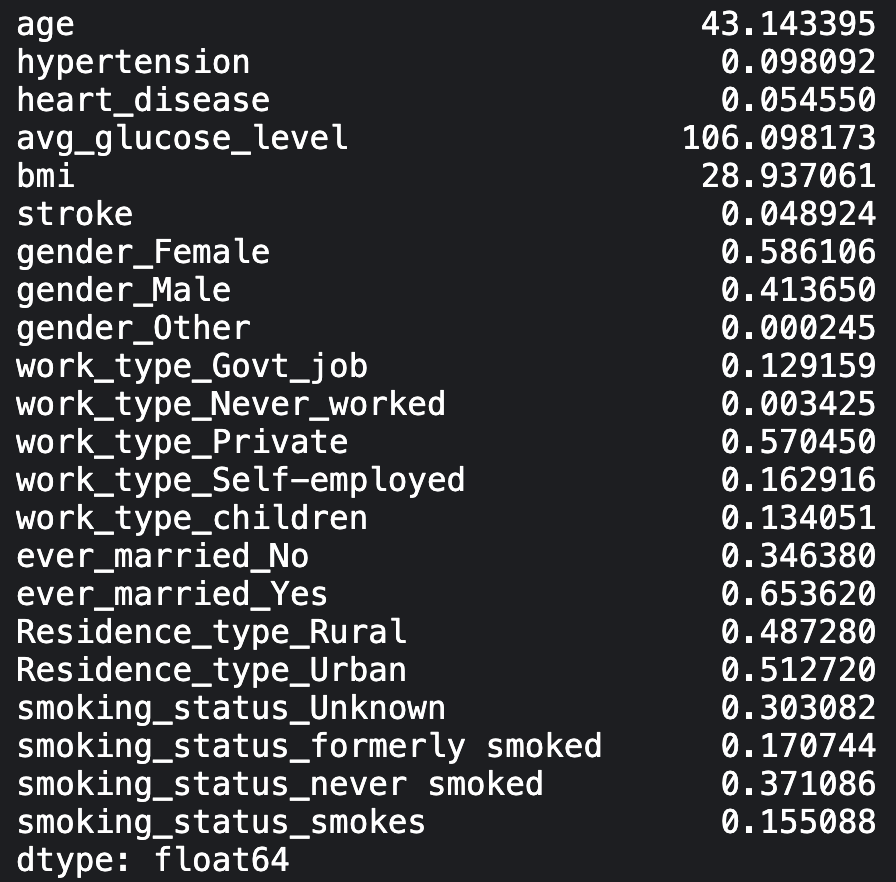 age 43.143395
hypertension 0.098092
heart_disease 0.054550
avg_glucose_level 106.098173
bmi 28.937061
stroke 0.048924
gender_Female 0.586106
gender_Male 0.413650
gender_Other 0.000245
work_type_Govt_job 0.129159
work_type_Never_worked 0.003425
work_type_Private 0.570450
work_type_Self-employed 0.162916
work_type_children 0.134051
ever_married_No 0.346380
ever_married_Yes 0.653620
Residence_type_Rural 0.487280
Residence_type_Urban 0.512720
smoking_status_Unknown 0.303082
smoking_status_formerly smoked 0.170744
smoking_status_never smoked 0.371086
smoking_status_smokes 0.155088
dtype: float64